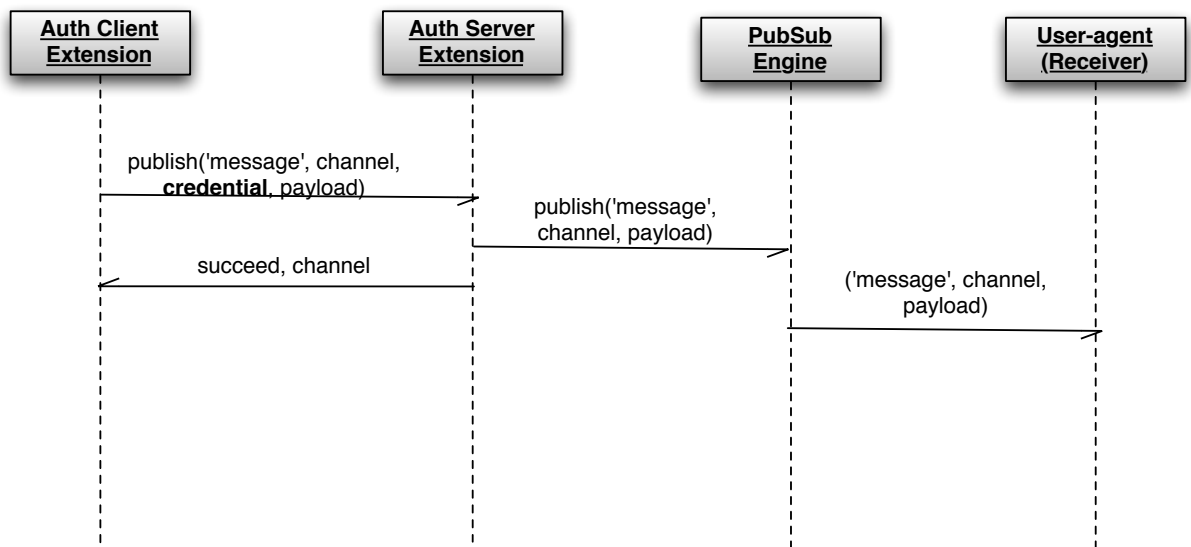 Auth Client
Extension
Auth Server
Extension
PubSub
Engine
User-agent
(Receiver)
publish('message', channel,
credential, payload)
publish('message',
channel, payload)
succeed, channel
('message', channel,
payload)